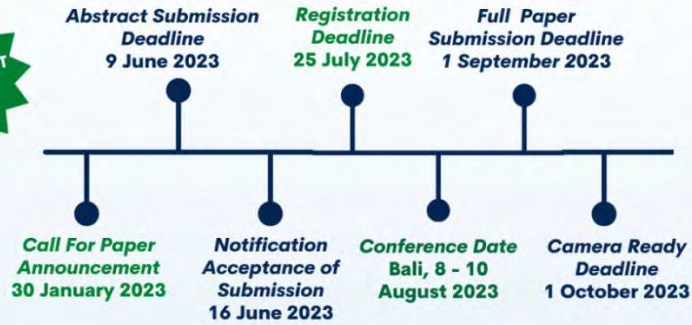 Abstract Submission
Deadline
9 June 2023
Registration
Deadline
25 July 2023
Full Paper
Submission Deadline
1 September 2023
Call For Paper
Announcement
30 January 2023
Notification
Acceptance of
Submission
16 June 2023
Conference Date
Bali, 8 - 10
August 2023
Camera Ready
Deadline
1 October 2023